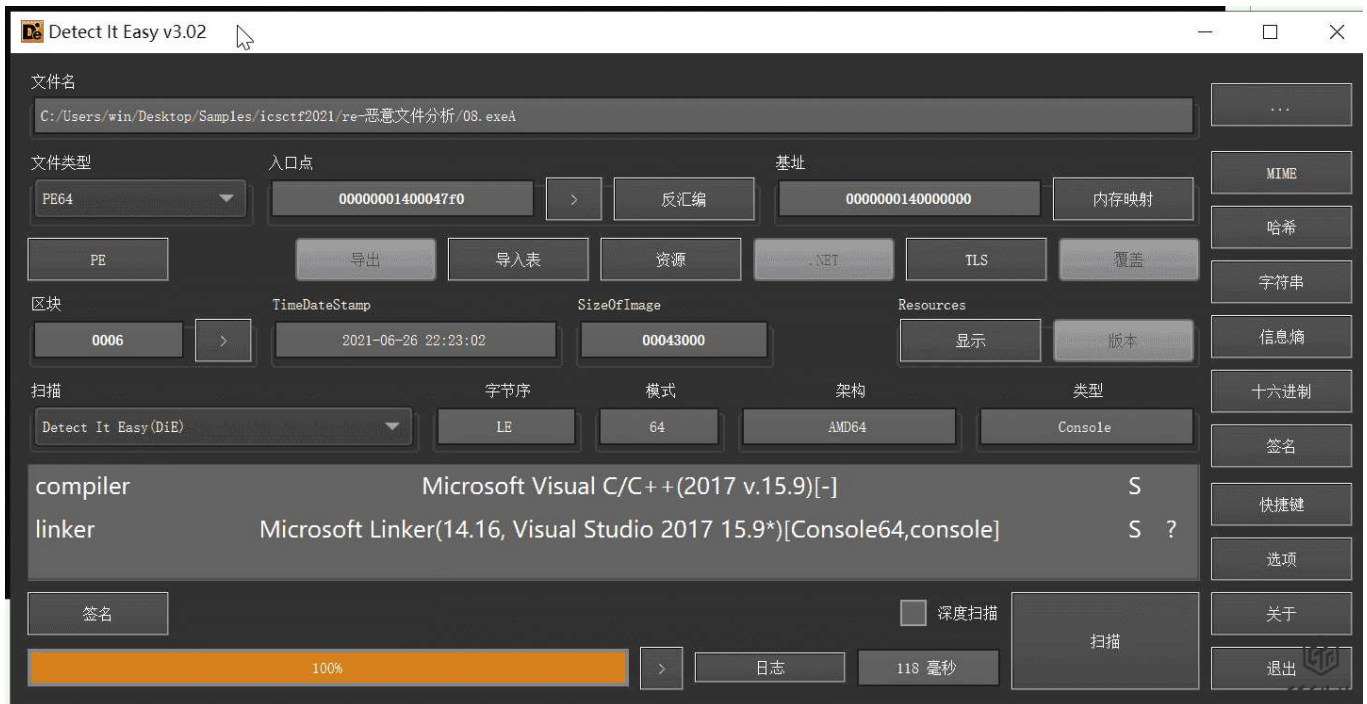 Detect It Easy v3.02
文件名
C:/Users/win/Desktop/Samples/icsctf2021/re-恶意文件分析/08.exeA
...
文件类型 入口点 基址
PE64 00000001400047f0 > 反汇编 0000000140000000 内存映射
MIME
哈希
PE 导出 导入表 资源 .NET TLS 覆盖
字符串
区块 TimeDateStamp SizeOfImage Resources
0006 > 2021-06-26 22:23:02 00043000 显示 版本
信息熵
扫描 字节序 模式 架构 类型
十六进制
Detect It Easy(DiE) LE 64 AMD64 Console
签名
compiler Microsoft Visual C/C++(2017 v.15.9)[-] S
快捷键
linker Microsoft Linker(14.16, Visual Studio 2017 15.9*)[Console64,console] S ?
选项
签名 深度扫描 扫描
关于
100% > 日志 118 毫秒
退出